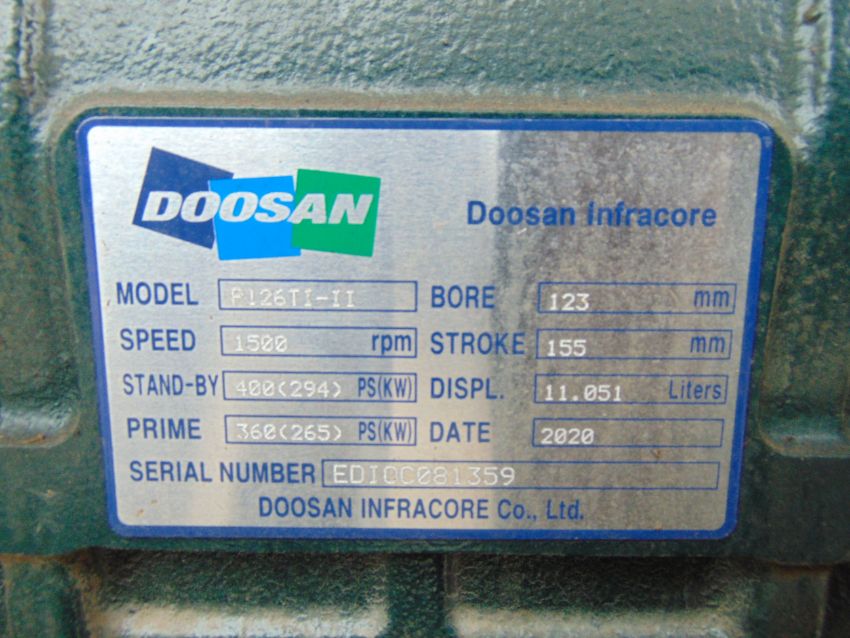 DOOSAN
Doosan Infracore
MODEL P126TI-II BORE 123 mm
SPEED 1500 rpm STROKE 155 mm
STAND-BY 400(294) PS(KW) DISPL. 11.051 Liters
PRIME 360(265) PS(KW) DATE 2020
SERIAL NUMBER EDIOC081359
DOOSAN INFRACORE Co., Ltd.